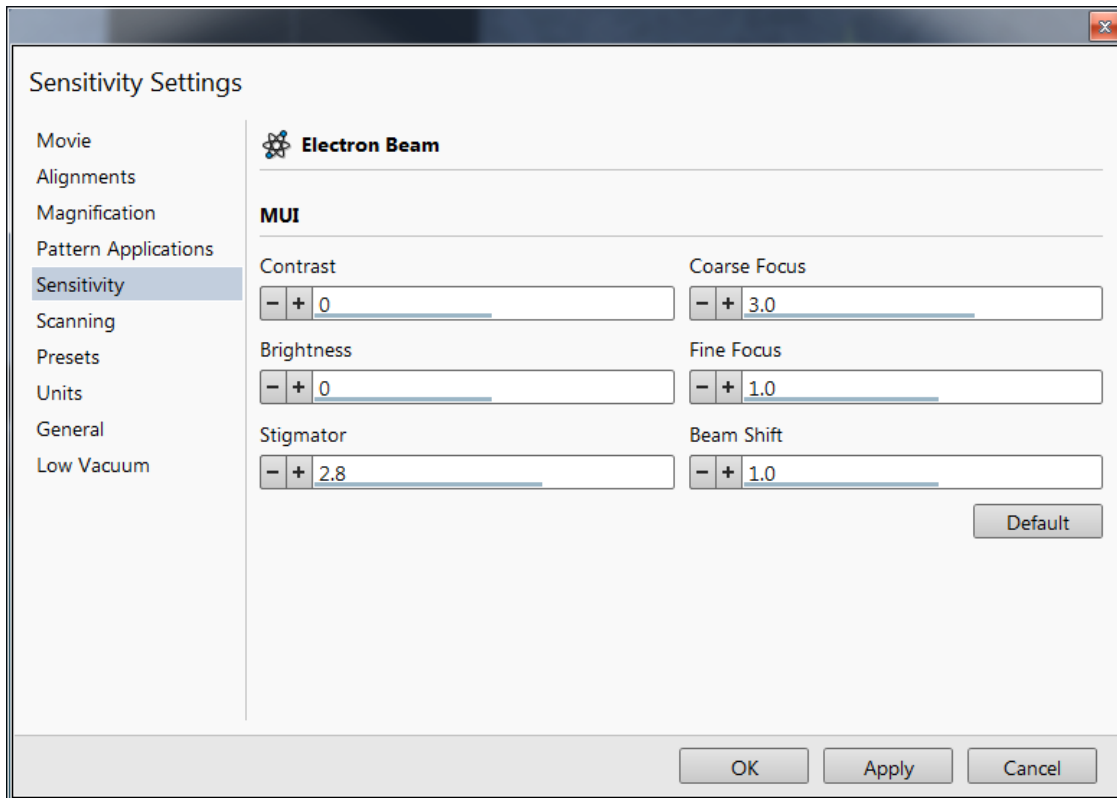 Sensitivity Settings
Movie
Alignments
Magnification
Pattern Applications
Sensitivity
Scanning
Presets
Units
General
Low Vacuum
Electron Beam
MUI
Contrast
Coarse Focus
- + 0
- + 3.0
Brightness
Fine Focus
- + 0
- + 1.0
Stigmator
Beam Shift
- + 2.8
- + 1.0
Default
OK
Apply
Cancel